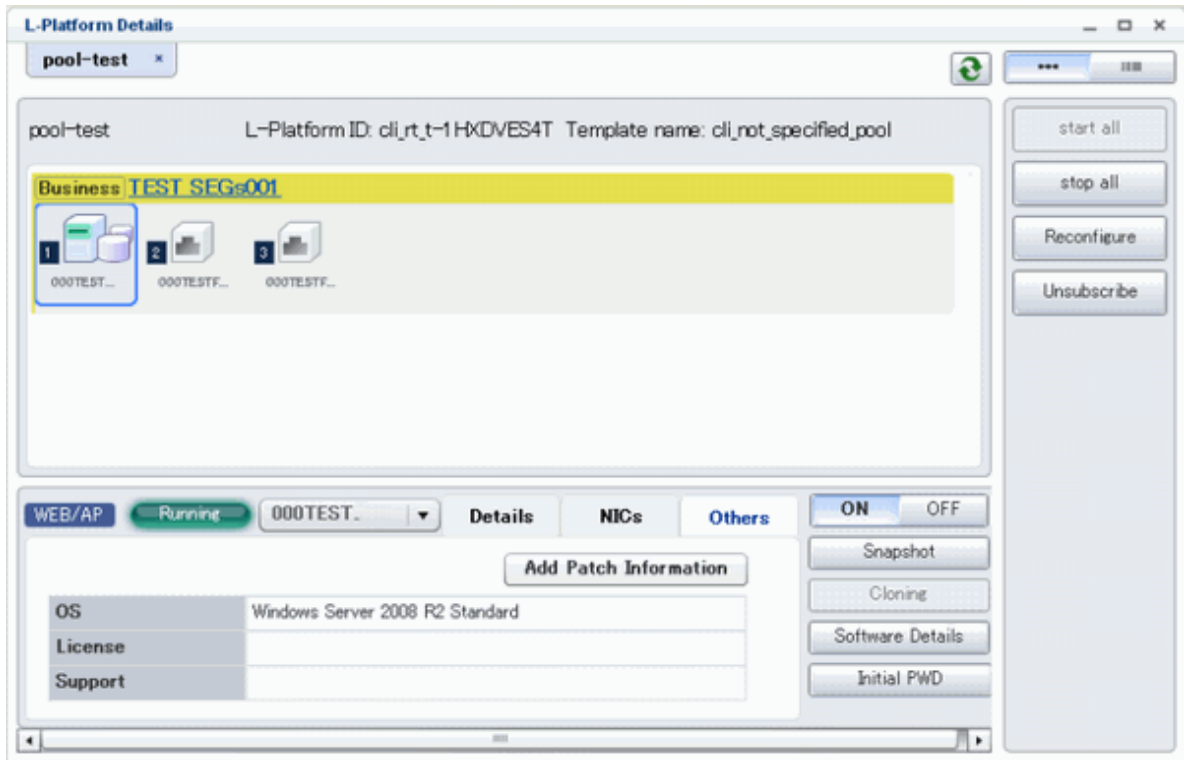 L-Platform Details
pool-test ×
pool-test L-Platform ID: cli_rt_t-1HXDVES4T Template name: cli_not_specified_pool
start all
stop all
Reconfigure
Unsubscribe
Business TEST SEGs001
1 2 3
000TEST... 000TESTF... 000TESTF...
WEB/AP Running 000TEST. Details NICs Others ON OFF
Snapshot
Add Patch Information
Cloning
OS Windows Server 2008 R2 Standard
Software Details
License
Support
Initial PWD